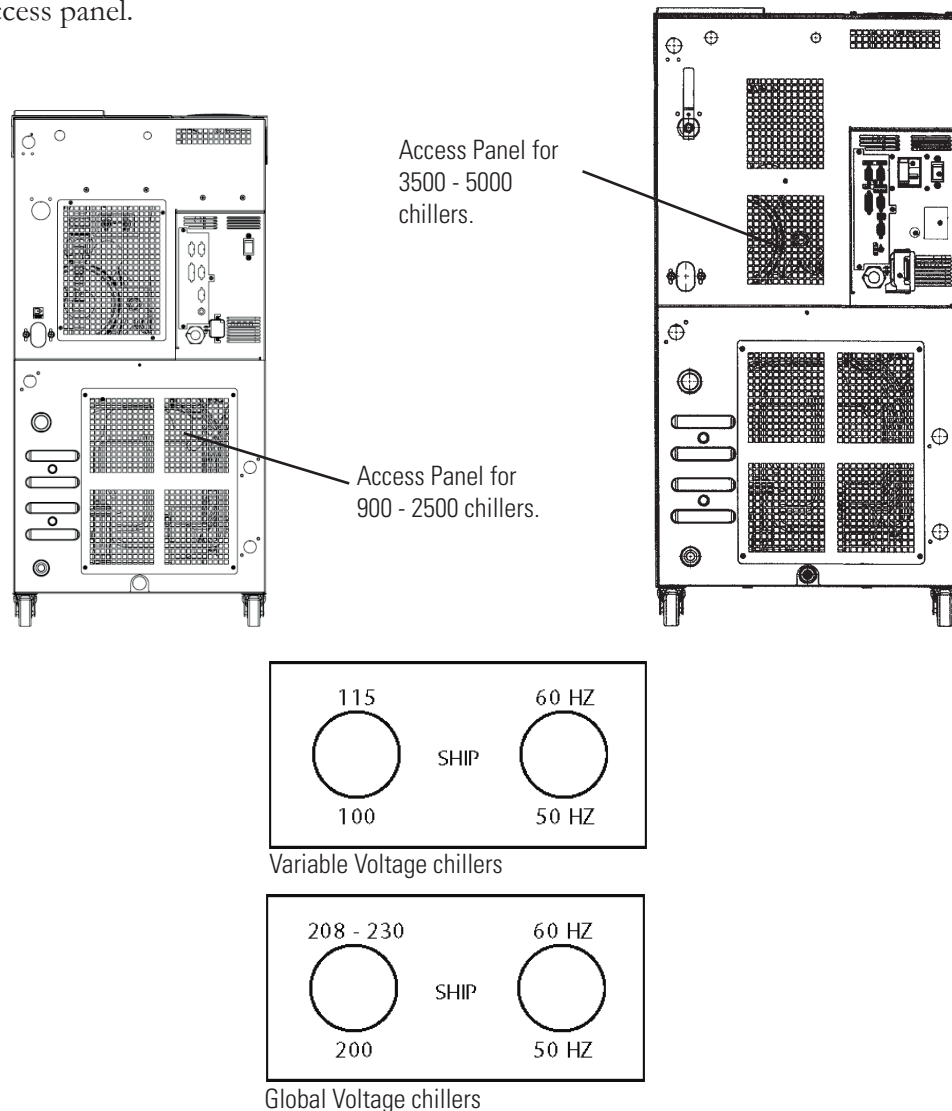 ccess panel.
Access Panel for
3500 - 5000
chillers.
Access Panel for
900 - 2500 chillers.
115 60 HZ
SHIP
100 50 HZ
Variable Voltage chillers
208 - 230 60 HZ
SHIP
200 50 HZ
Global Voltage chillers